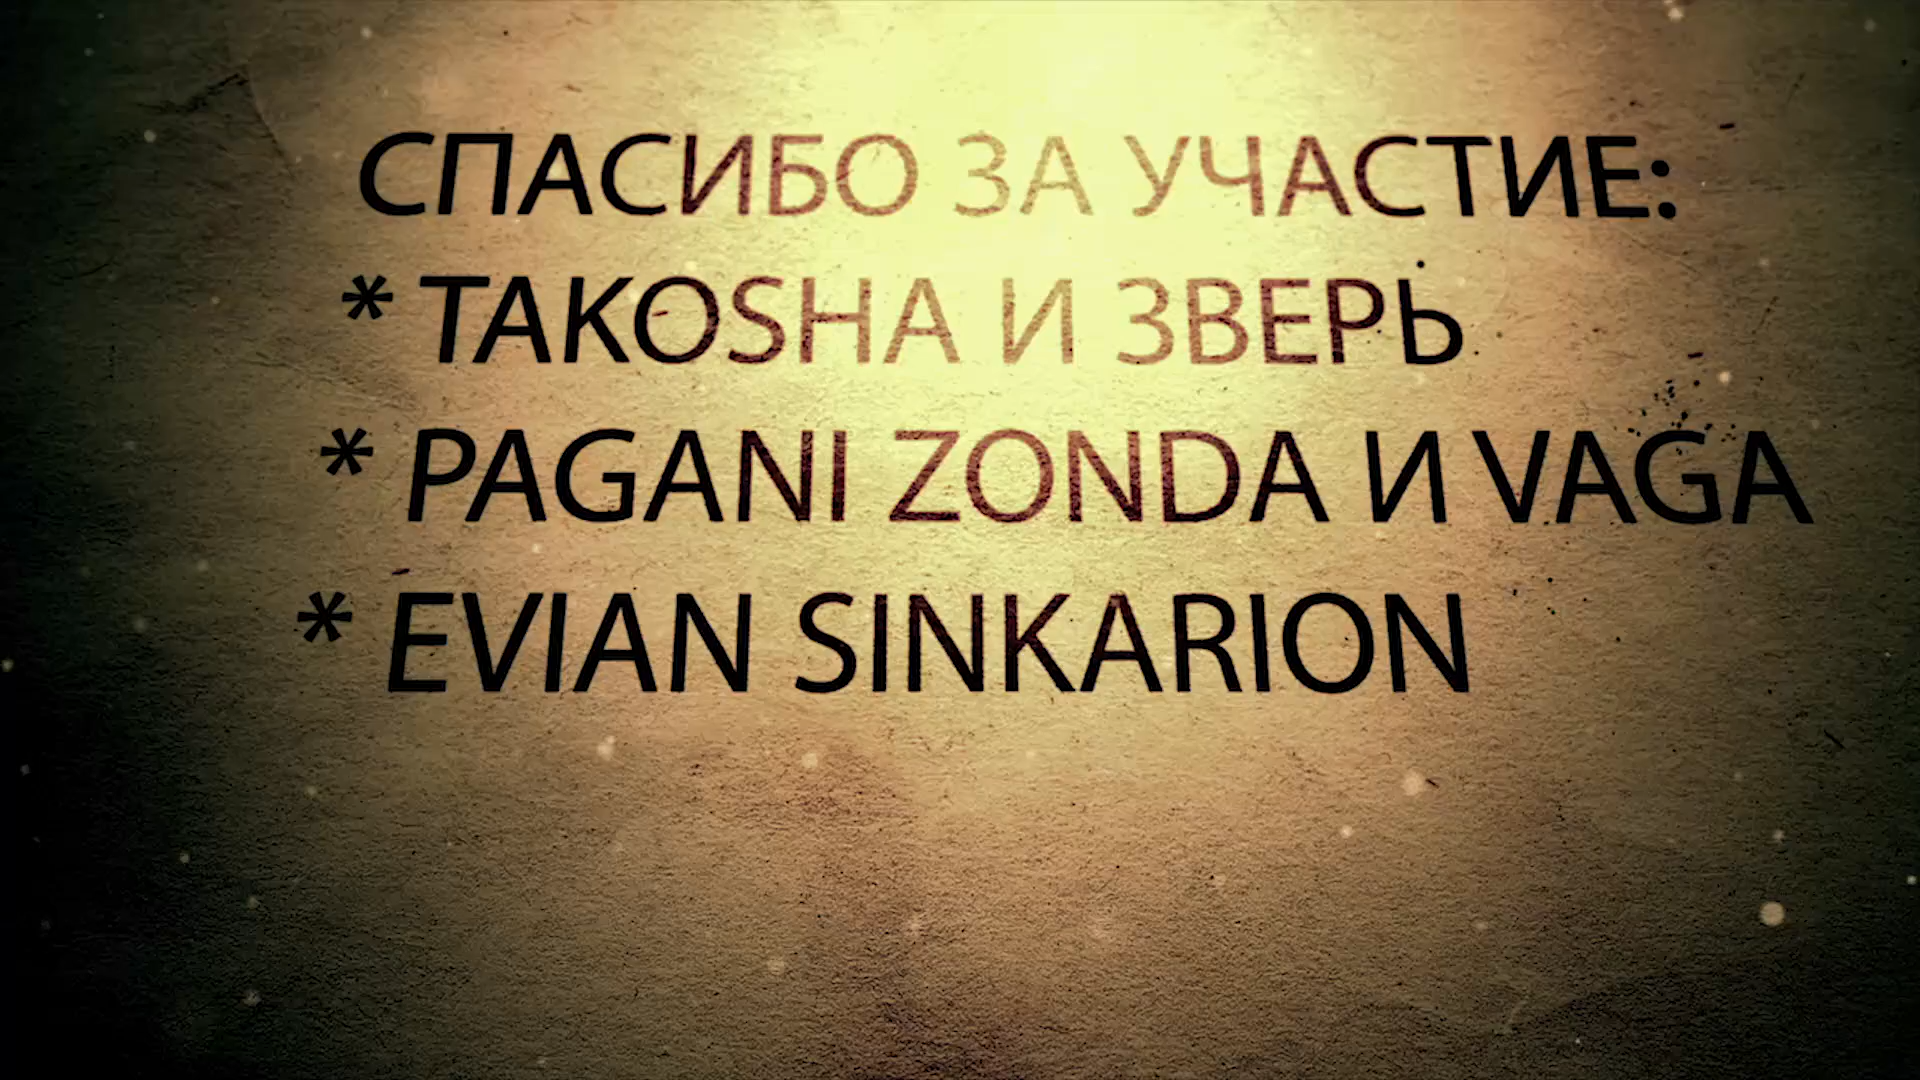 СПАСИБО ЗА УЧАСТИЕ:
* TAKOSHA И ЗВЕРЬ
* PAGANI ZONDA И VAGA
* EVIAN SINKARION